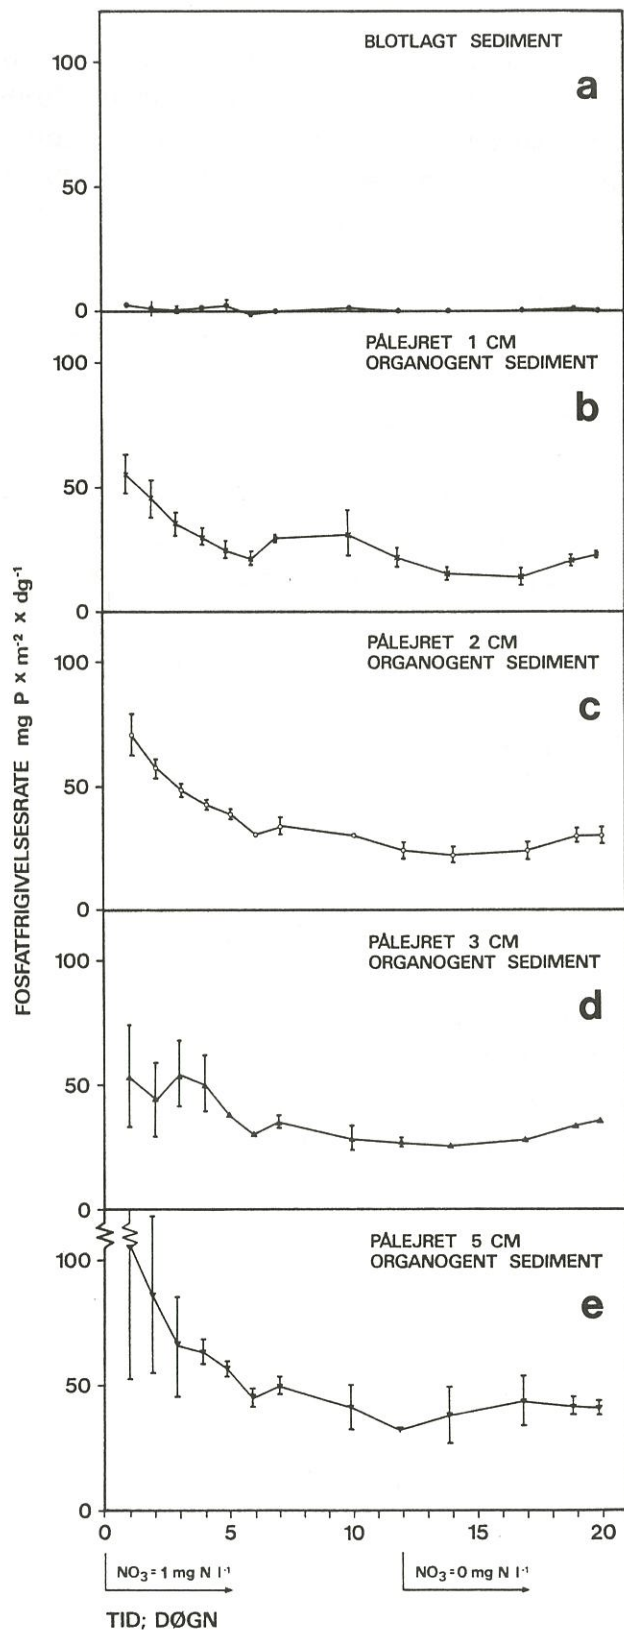 FOSFATFRIGIVELSESRATE mg P x m⁻² x dg⁻¹
BLOTLAGT SEDIMENT
a
100
50
0
PÅLEJRET 1 CM
ORGANOGENT SEDIMENT
b
100
50
0
PÅLEJRET 2 CM
ORGANOGENT SEDIMENT
c
100
50
0
PÅLEJRET 3 CM
ORGANOGENT SEDIMENT
d
100
50
0
PÅLEJRET 5 CM
ORGANOGENT SEDIMENT
e
100
50
0
0 5 10 15 20
NO₃ = 1 mg N l⁻¹ NO₃ = 0 mg N l⁻¹
TID; DØGN